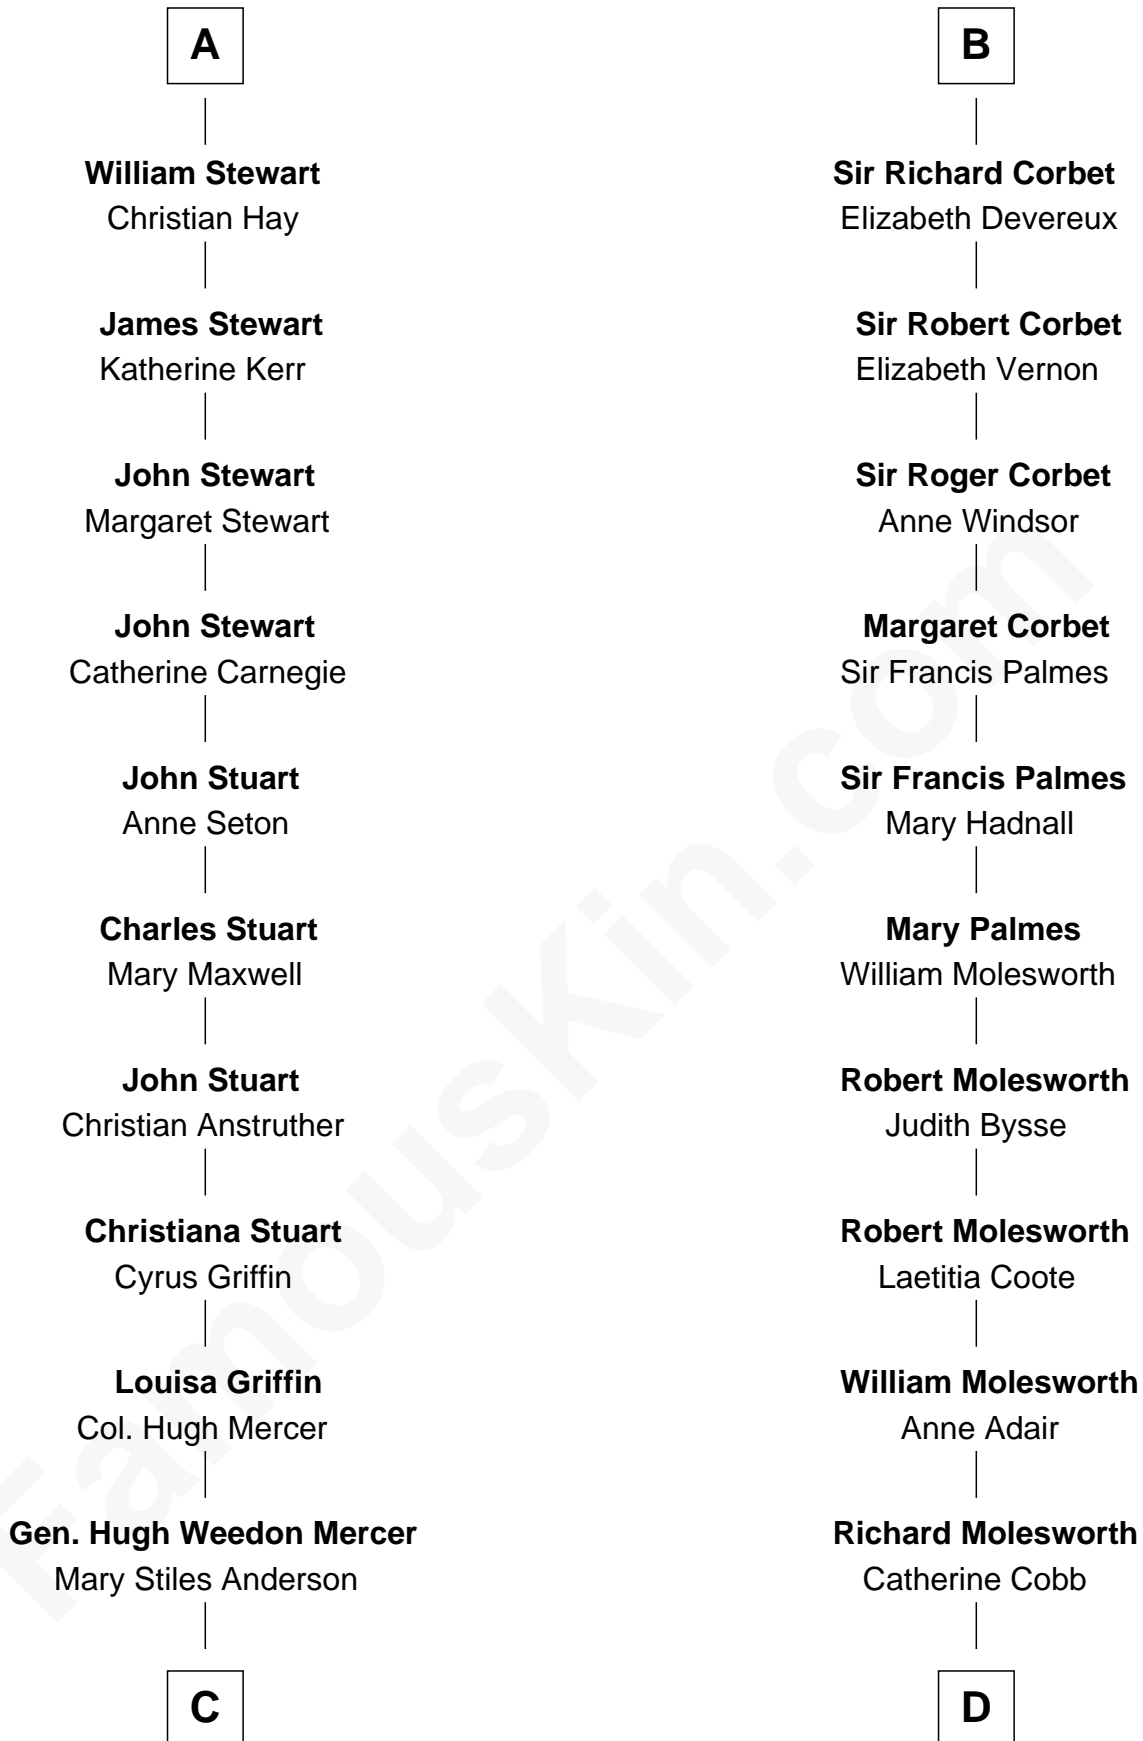 A
William Stewart
Christian Hay
James Stewart
Katherine Kerr
John Stewart
Margaret Stewart
John Stewart
Catherine Carnegie
John Stuart
Anne Seton
Charles Stuart
Mary Maxwell
John Stuart
Christian Anstruther
Christiana Stuart
Cyrus Griffin
Louisa Griffin
Col. Hugh Mercer
Gen. Hugh Weedon Mercer
Mary Stiles Anderson
C
B
Sir Richard Corbet
Elizabeth Devereux
Sir Robert Corbet
Elizabeth Vernon
Sir Roger Corbet
Anne Windsor
Margaret Corbet
Sir Francis Palmes
Sir Francis Palmes
Mary Hadnall
Mary Palmes
William Molesworth
Robert Molesworth
Judith Bysse
Robert Molesworth
Laetitia Coote
William Molesworth
Anne Adair
Richard Molesworth
Catherine Cobb
D
FamousKin.com